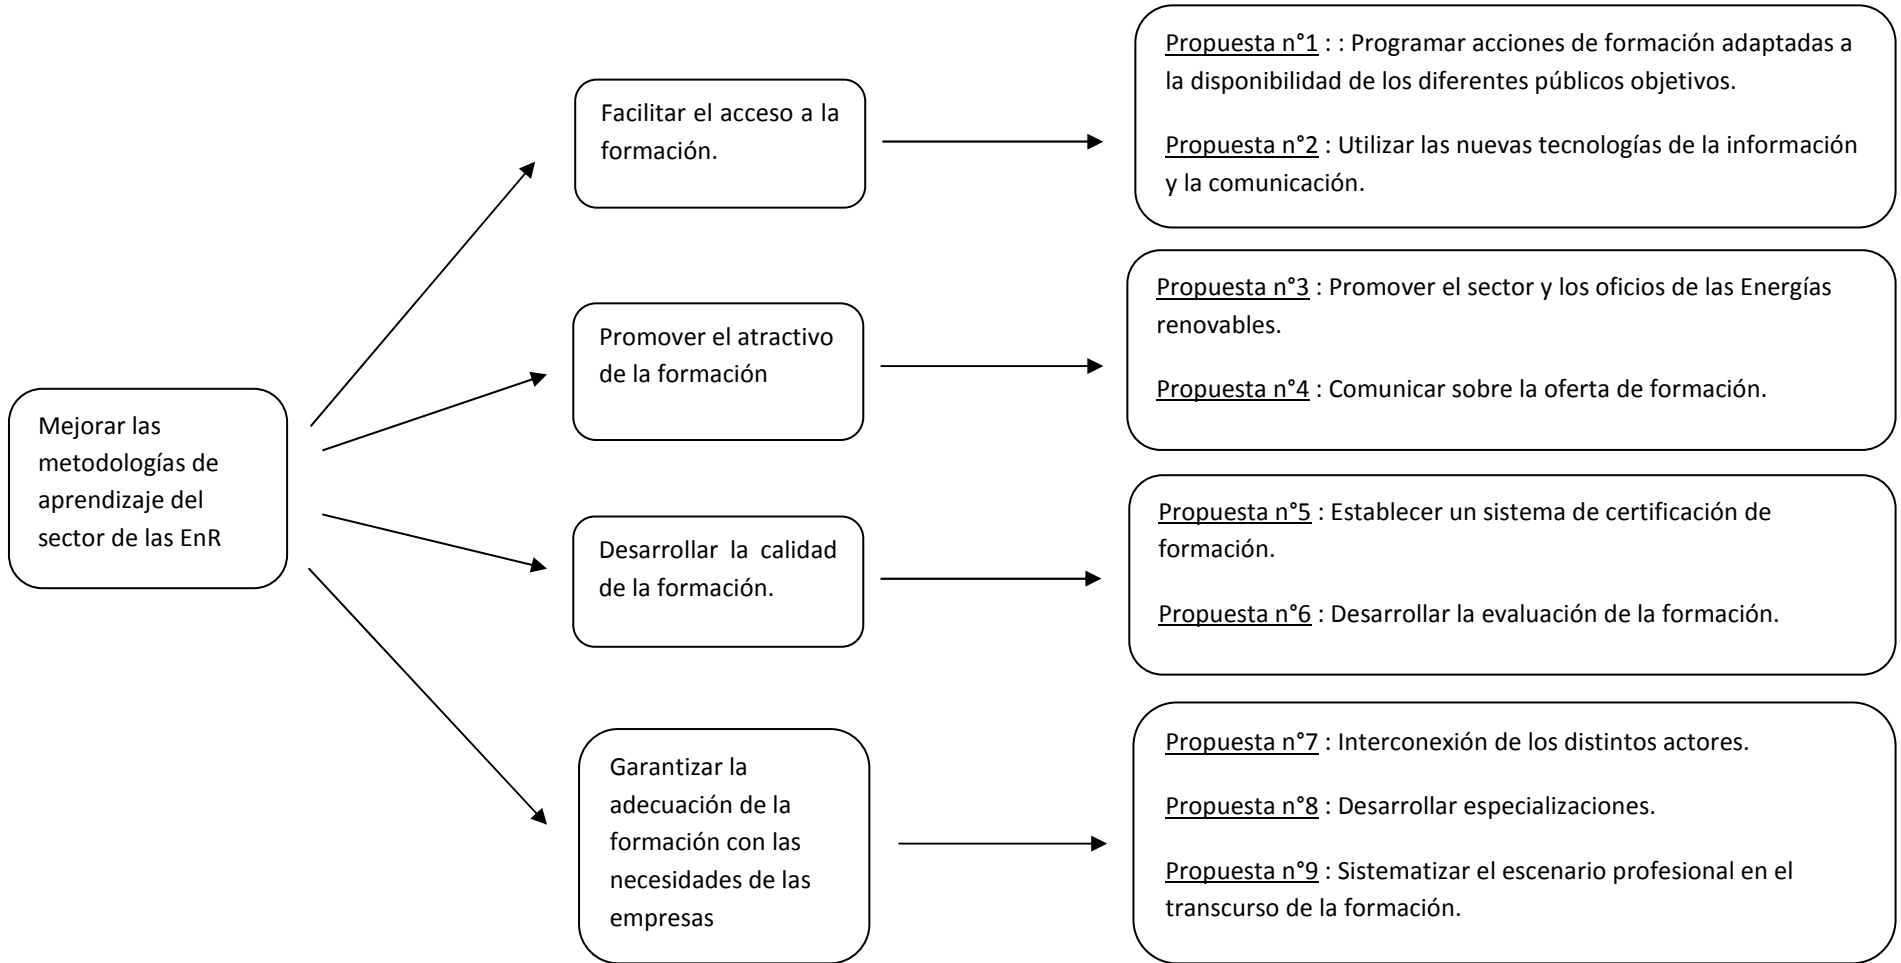 Mejorar las
metodologías de
aprendizaje del
sector de las EnR
Facilitar el acceso a la
formación.
Propuesta n°1 : : Programar acciones de formación adaptadas a
la disponibilidad de los diferentes públicos objetivos.
Propuesta n°2 : Utilizar las nuevas tecnologías de la información
y la comunicación.
Promover el atractivo
de la formación
Propuesta n°3 : Promover el sector y los oficios de las Energías
renovables.
Propuesta n°4 : Comunicar sobre la oferta de formación.
Desarrollar la calidad
de la formación.
Propuesta n°5 : Establecer un sistema de certificación de
formación.
Propuesta n°6 : Desarrollar la evaluación de la formación.
Garantizar la
adecuación de la
formación con las
necesidades de las
empresas
Propuesta n°7 : Interconexión de los distintos actores.
Propuesta n°8 : Desarrollar especializaciones.
Propuesta n°9 : Sistematizar el escenario profesional en el
transcurso de la formación.